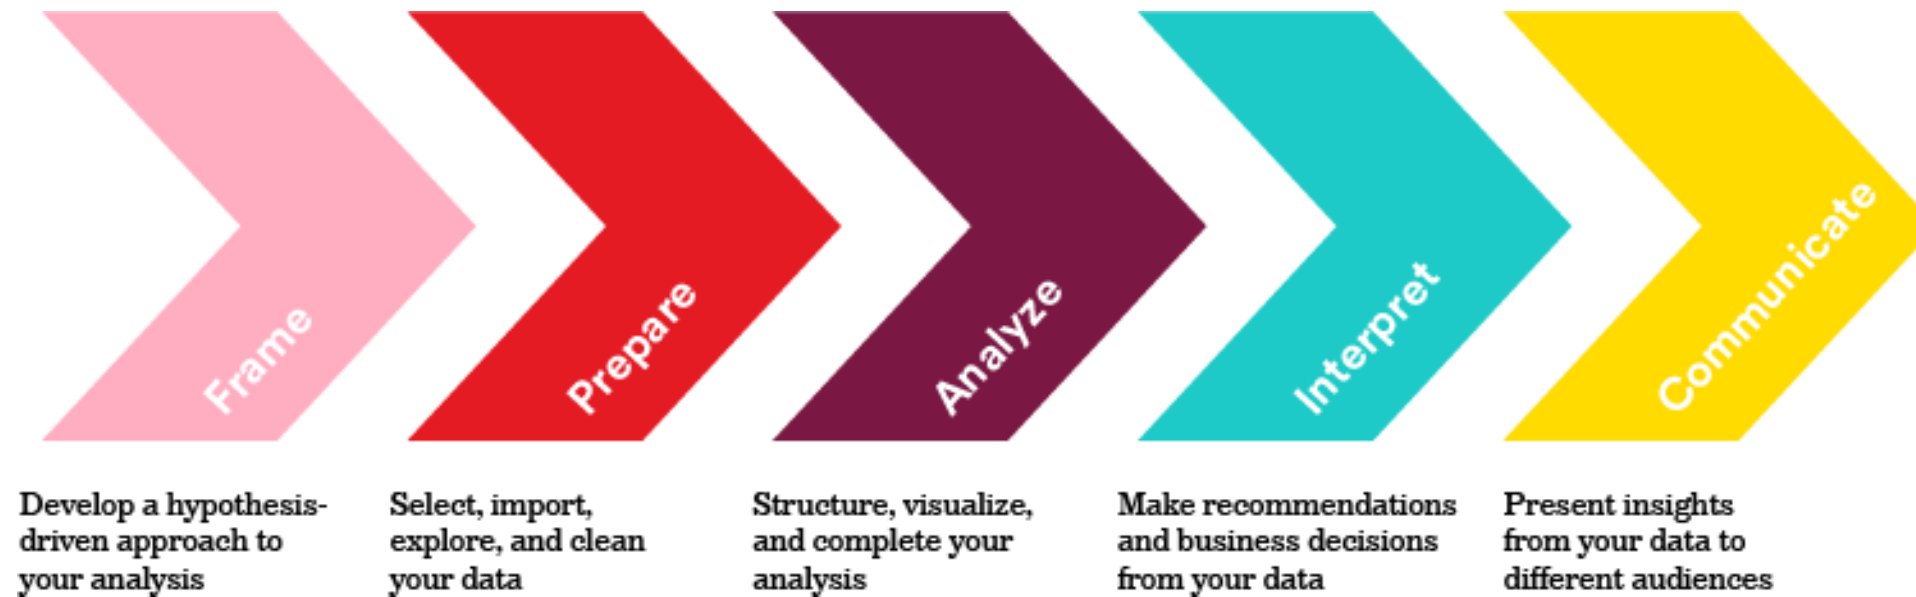 Frame
Prepare
Analyze
Interpret
Communicate
Develop a hypothesis-
driven approach to
your analysis
Select, import,
explore, and clean
your data
Structure, visualize,
and complete your
analysis
Make recommendations
and business decisions
from your data
Present insights
from your data to
different audiences